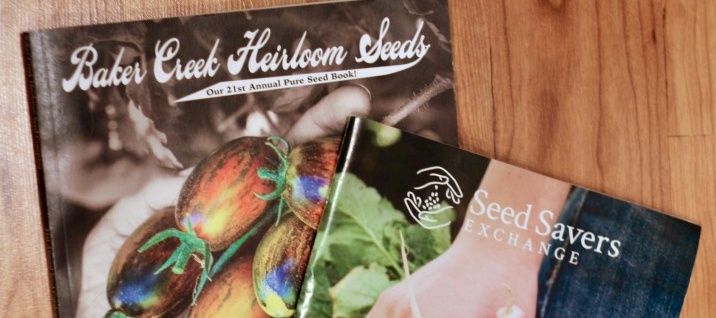 Baker Creek Heirloom Seeds
Our 21st Annual Pure Seed Book!
Seed Savers
EXCHANGE